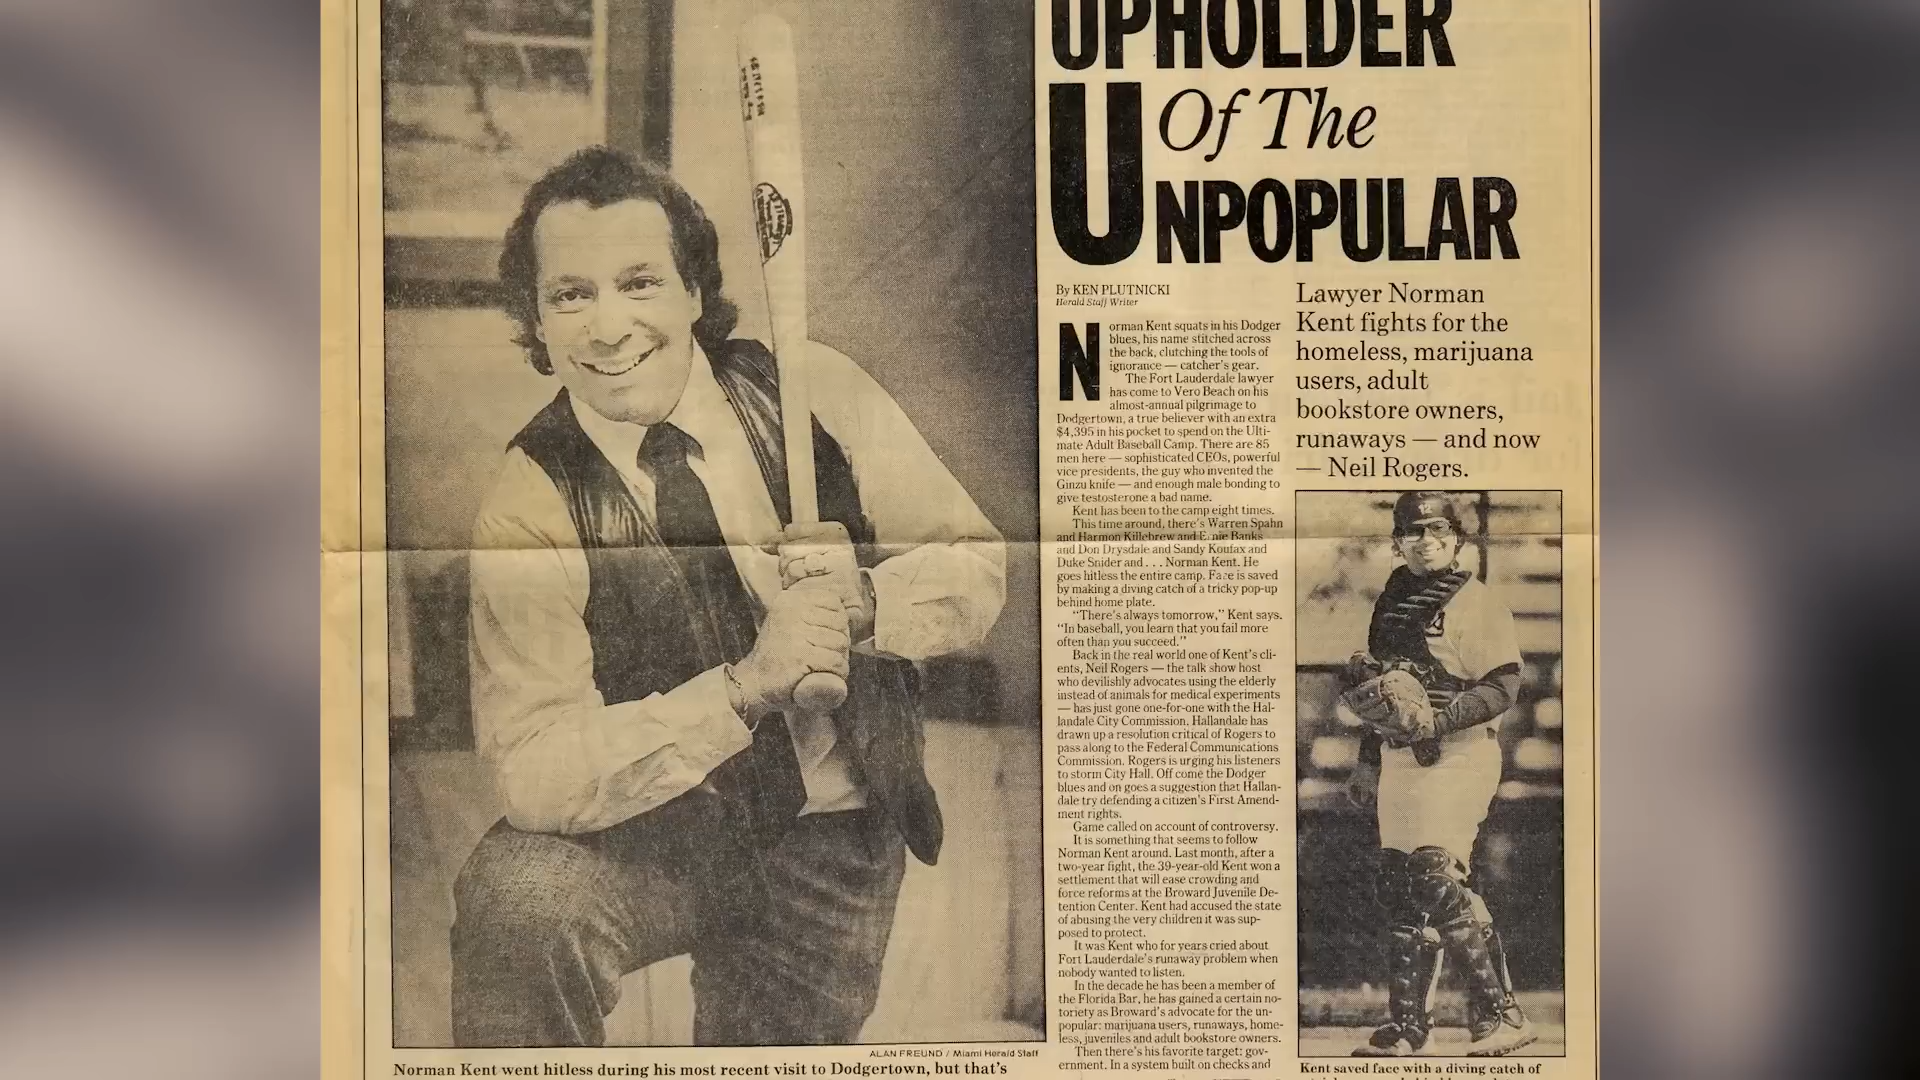 UPHOLDER
Of The
UNPOPULAR
By KEN PLUTNICKI
Herald Staff Writer
Norman Kent squats in his Dodger
blues, his name stitched across
the back, clutching the tools of
ignorance — catcher's gear.
The Fort Lauderdale lawyer
has come to Vero Beach on his
almost-annual pilgrimage to
Dodgertown, a true believer with an extra
$4,395 in his pocket to spend on the Ulti-
mate Adult Baseball Camp. There are 85
men here — sophisticated CEOs, powerful
vice presidents, the guy who invented the
Ginzu knife — and enough male bonding to
give testosterone a bad name.
Kent has been to the camp eight times.
This time around, there's Warren Spahn
and Harmon Killebrew and Ernie Banks
and Don Drysdale and Sandy Koufax and
Duke Snider and . . . Norman Kent. He
goes hitless the entire camp. Face is saved
by making a diving catch of a tricky pop-up
behind home plate.
"There's always tomorrow," Kent says.
"In baseball, you learn that you fail more
often than you succeed."
Back in the real world one of Kent's cli-
ents, Neil Rogers — the talk show host
who devilishly advocates using the elderly
instead of animals for medical experiments
— has just gone one-for-one with the Hal-
landale City Commission. Hallandale has
drawn up a resolution critical of Rogers to
pass along to the Federal Communications
Commission. Rogers is urging his listeners
to storm City Hall. Off come the Dodger
blues and on goes a suggestion that Hallan-
dale try defending a citizen's First Amend-
ment rights.
Game called on account of controversy.
It is something that seems to follow
Norman Kent around. Last month, after a
two-year fight, the 39-year-old Kent won a
settlement that will ease crowding and
force reforms at the Broward Juvenile De-
tention Center. Kent had accused the state
of abusing the very children it was sup-
posed to protect.
It was Kent who for years cried about
Fort Lauderdale's runaway problem when
nobody wanted to listen.
In the decade he has been a member of
the Florida Bar, he has gained a certain no-
toriety as Broward's advocate for the un-
popular: marijuana users, runaways, home-
less, juveniles and adult bookstore owners.
Then there's his favorite target: gov-
ernment. In a system built on checks and
Lawyer Norman
Kent fights for the
homeless, marijuana
users, adult
bookstore owners,
runaways — and now
— Neil Rogers.
ALAN FREUND / Miami Herald Staff
Norman Kent went hitless during his most recent visit to Dodgertown, but that's
Kent saved face with a diving catch of